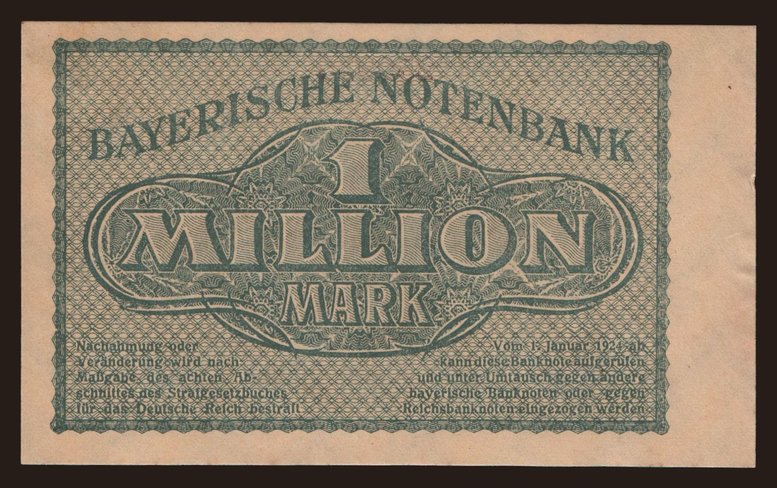 BAYERISCHE NOTENBANK
1
MILLION
MARK
Nachahmung oder
Veränderung wird nach
Maßgabe des achten Ab-
schnittes des Strafgesetzbuches
für das Deutsche Reich bestraft
Vom 1. Januar 1924 ab
kann diese Banknote aufgerufen
und unter Umtausch gegen andere
bayerische Banknoten oder gegen
Reichsbanknoten eingezogen werden